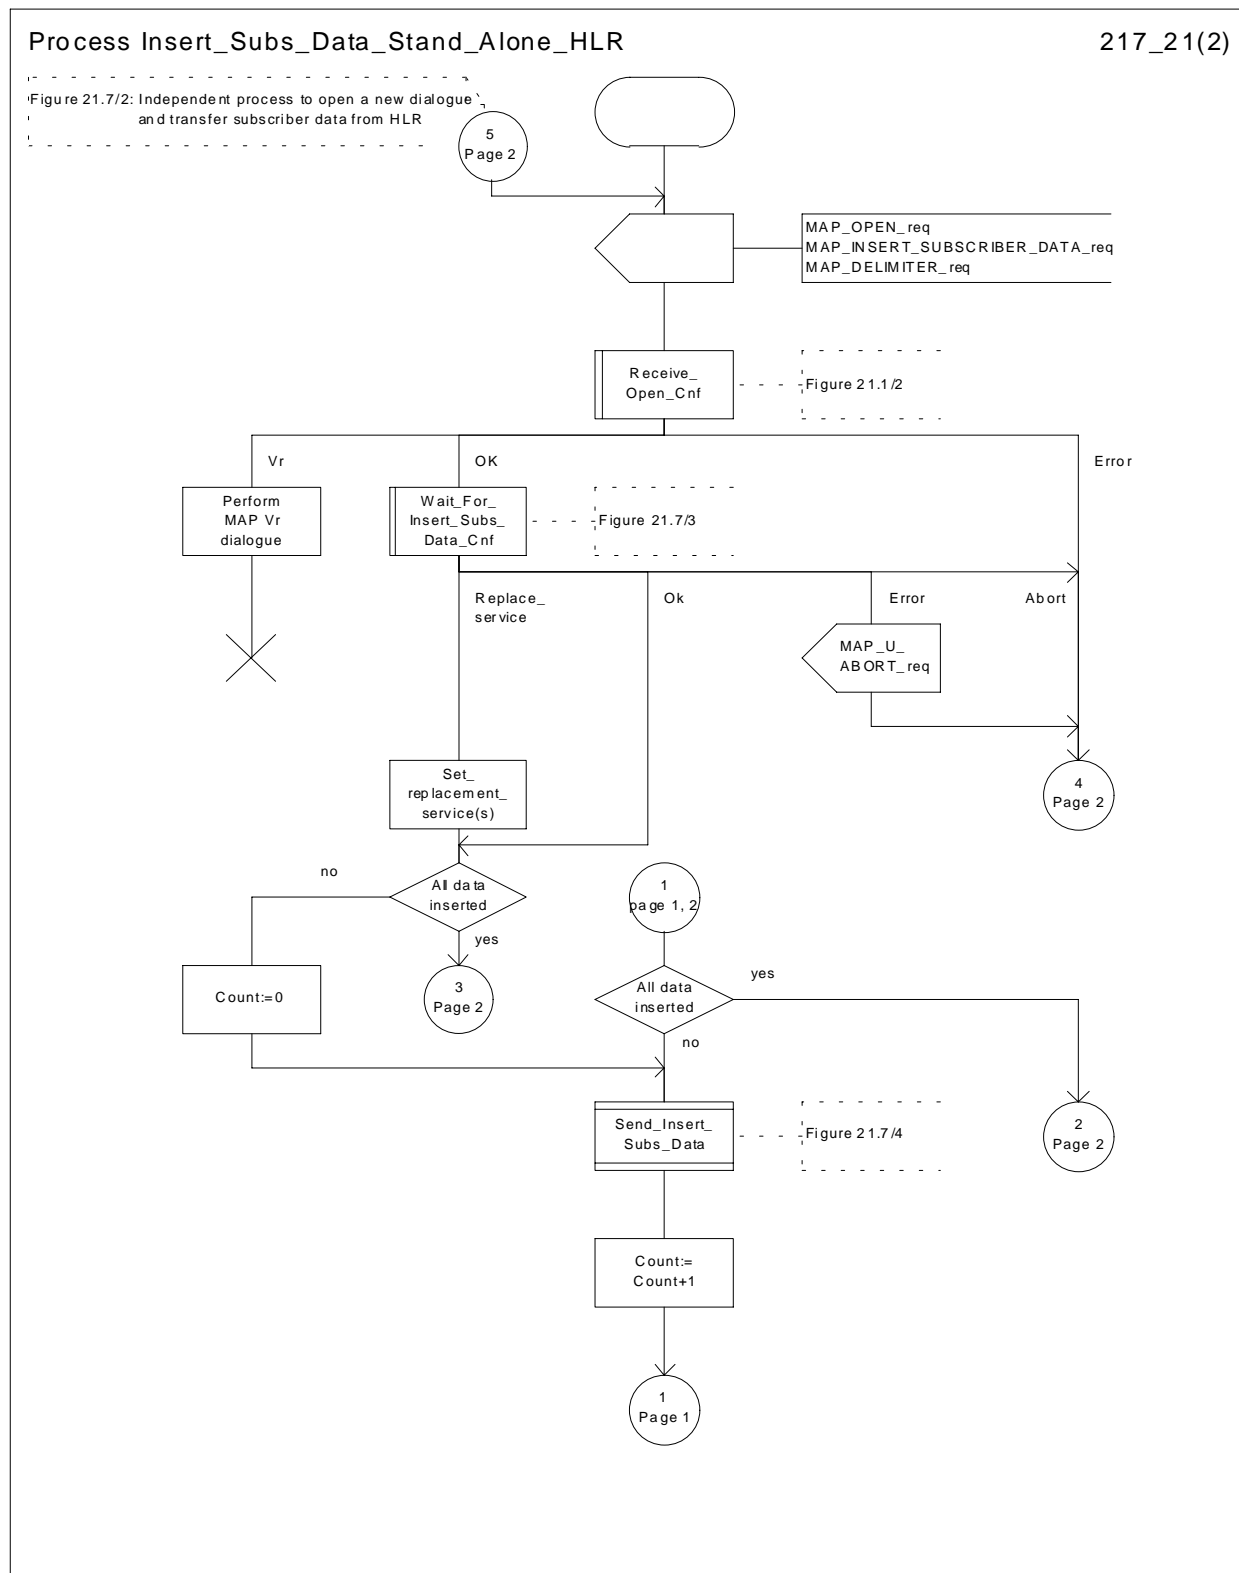 Process Insert_Subs_Data_Stand_Alone_HLR
217_21(2)
Figure 21.7/2: Independent process to open a new dialogue
and transfer subscriber data from HLR
5
Page 2
MAP_OPEN_req
MAP_INSERT_SUBSCRIBER_DATA_req
MAP_DELIMITER_req
Receive_
Open_Cnf
Figure 21.1/2
Vr
OK
Error
Perform
MAP Vr
dialogue
Wait_For_
Insert_Subs_
Data_Cnf
Figure 21.7/3
Replace_
service
Ok
Error
Abort
MAP_U_
ABORT_req
Set_
replacement_
service(s)
4
Page 2
no
All data
inserted
1
page 1, 2
yes
yes
Count:=0
3
Page 2
All data
inserted
no
Send_Insert_
Subs_Data
Figure 21.7/4
2
Page 2
Count:=
Count+1
1
Page 1